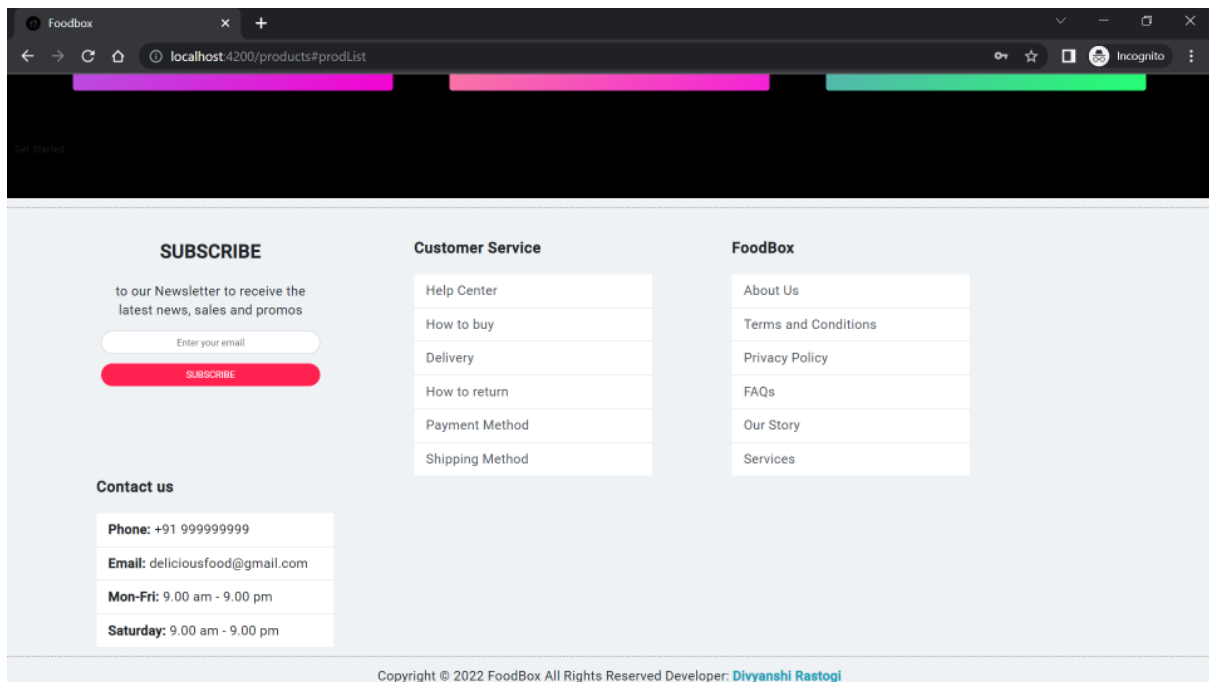 Foodbox
localhost:4200/products#prodList
Incognito
Get Started
SUBSCRIBE
to our Newsletter to receive the
latest news, sales and promos
Enter your email
SUBSCRIBE
Customer Service
Help Center
How to buy
Delivery
How to return
Payment Method
Shipping Method
FoodBox
About Us
Terms and Conditions
Privacy Policy
FAQs
Our Story
Services
Contact us
Phone: +91 999999999
Email: deliciousfood@gmail.com
Mon-Fri: 9.00 am - 9.00 pm
Saturday: 9.00 am - 9.00 pm
Copyright © 2022 FoodBox All Rights Reserved Developer: Divyanshi Rastogi